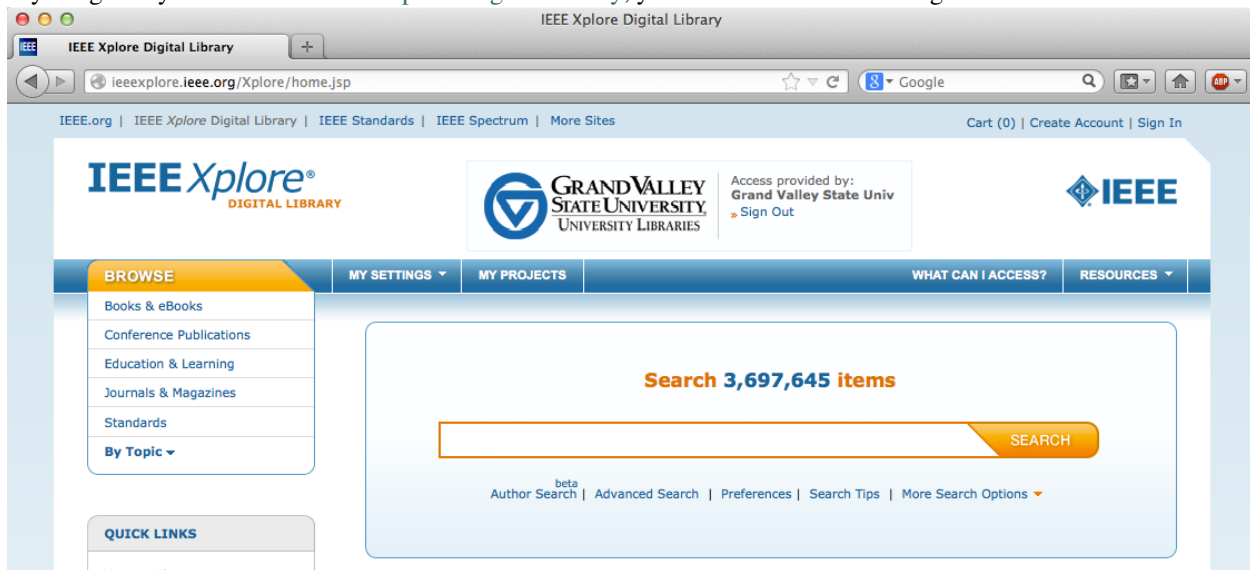 IEEE Xplore Digital Library
IEEE IEEE Xplore Digital Library +
ieeexplore.ieee.org/Xplore/home.jsp 8 Google ABP
IEEE.org | IEEE Xplore Digital Library | IEEE Standards | IEEE Spectrum | More Sites Cart (0) | Create Account | Sign In
IEEE Xplore®
DIGITAL LIBRARY
GRAND VALLEY
STATE UNIVERSITY
UNIVERSITY LIBRARIES
Access provided by:
Grand Valley State Univ
» Sign Out
IEEE
BROWSE MY SETTINGS MY PROJECTS WHAT CAN I ACCESS? RESOURCES
Books & eBooks
Conference Publications
Education & Learning
Journals & Magazines
Standards
By Topic
Search 3,697,645 items
SEARCH
beta
Author Search | Advanced Search | Preferences | Search Tips | More Search Options
QUICK LINKS